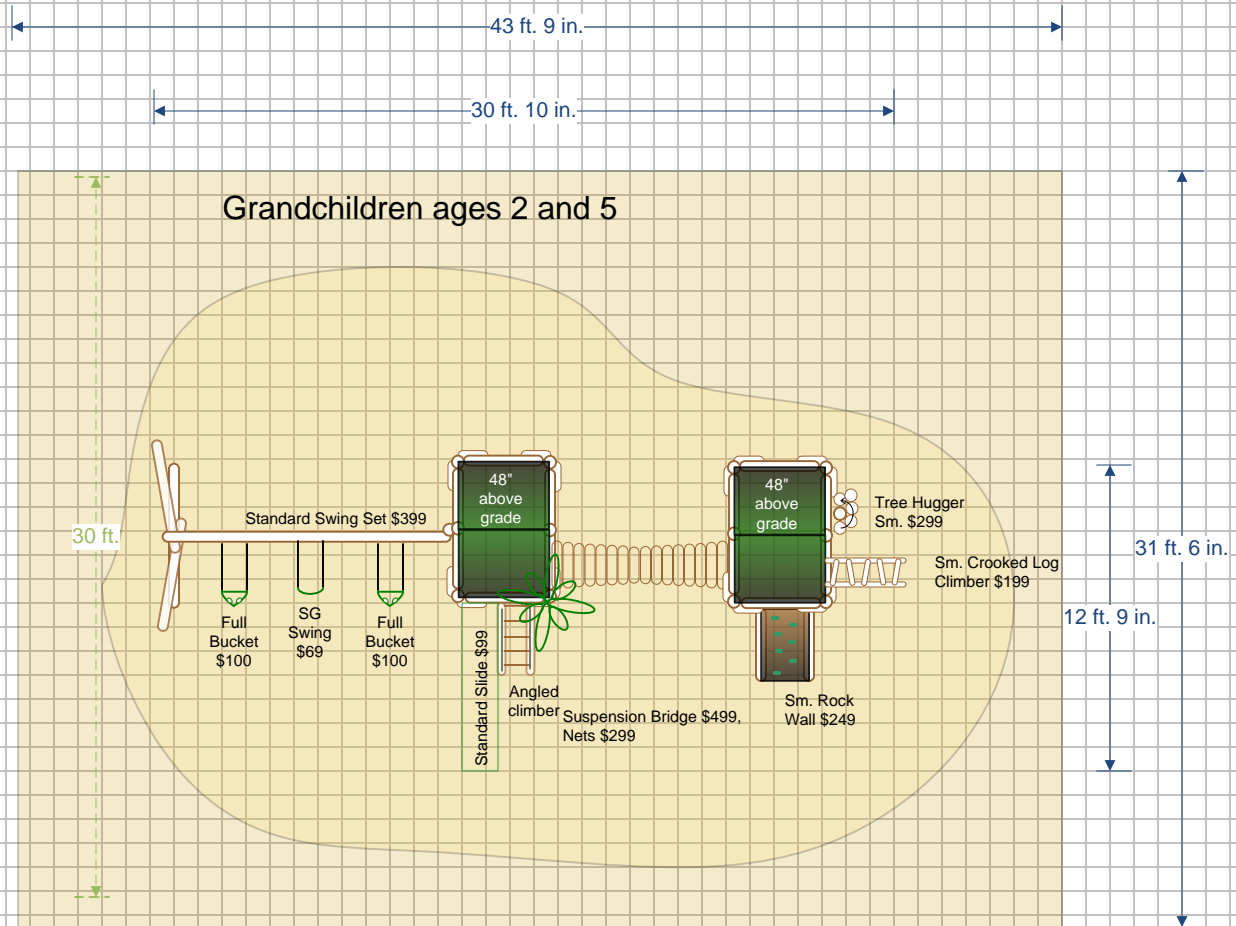 43 ft. 9 in.
30 ft. 10 in.
Grandchildren ages 2 and 5
48"
above
grade
48"
above
grade
Tree Hugger
Sm. $299
Standard Swing Set $399
30 ft.
31 ft. 6 in.
Sm. Crooked Log
Climber $199
12 ft. 9 in.
Full
Bucket
$100
SG
Swing
$69
Full
Bucket
$100
Standard Slide $99
Angled
climber
Suspension Bridge $499,
Nets $299
Sm. Rock
Wall $249